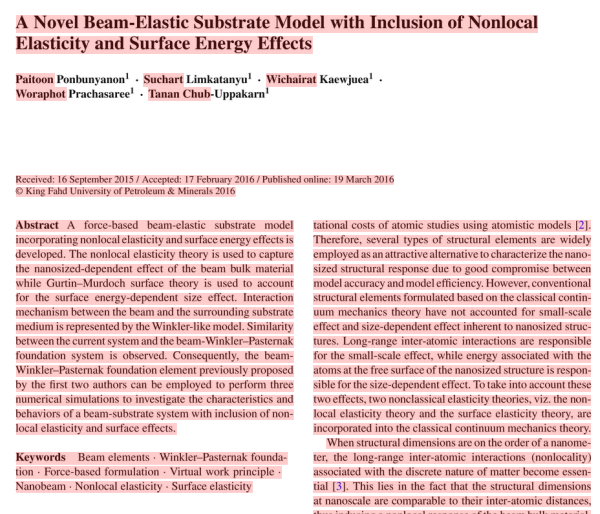 A Novel Beam-Elastic Substrate Model with Inclusion of Nonlocal
Elasticity and Surface Energy Effects
Paitoon Ponbunyanon1 · Suchart Limkatanyu1 · Wichairat Kaewjuea1 ·
Woraphot Prachasaree1 · Tanan Chub-Uppakarn1
Received: 16 September 2015 / Accepted: 17 February 2016 / Published online: 19 March 2016
© King Fahd University of Petroleum & Minerals 2016
Abstract A force-based beam-elastic substrate model
incorporating nonlocal elasticity and surface energy effects is
developed. The nonlocal elasticity theory is used to capture
the nanosized-dependent effect of the beam bulk material
while Gurtin–Murdoch surface theory is used to account
for the surface energy-dependent size effect. Interaction
mechanism between the beam and the surrounding substrate
medium is represented by the Winkler-like model. Similarity
between the current system and the beam-Winkler–Pasternak
foundation system is observed. Consequently, the beam-
Winkler–Pasternak foundation element previously proposed
by the first two authors can be employed to perform three
numerical simulations to investigate the characteristics and
behaviors of a beam-substrate system with inclusion of non-
local elasticity and surface effects.
Keywords Beam elements · Winkler–Pasternak founda-
tion · Force-based formulation · Virtual work principle ·
Nanobeam · Nonlocal elasticity · Surface elasticity
tational costs of atomic studies using atomistic models [2].
Therefore, several types of structural elements are widely
employed as an attractive alternative to characterize the nano-
sized structural response due to good compromise between
model accuracy and model efficiency. However, conventional
structural elements formulated based on the classical contin-
uum mechanics theory have not accounted for small-scale
effect and size-dependent effect inherent to nanosized struc-
tures. Long-range inter-atomic interactions are responsible
for the small-scale effect, while energy associated with the
atoms at the free surface of the nanosized structure is respon-
sible for the size-dependent effect. To take into account these
two effects, two nonclassical elasticity theories, viz. the non-
local elasticity theory and the surface elasticity theory, are
incorporated into the classical continuum mechanics theory.
When structural dimensions are on the order of a nanome-
ter, the long-range inter-atomic interactions (nonlocality)
associated with the discrete nature of matter become essen-
tial [3]. This lies in the fact that the structural dimensions
at nanoscale are comparable to their inter-atomic distances,